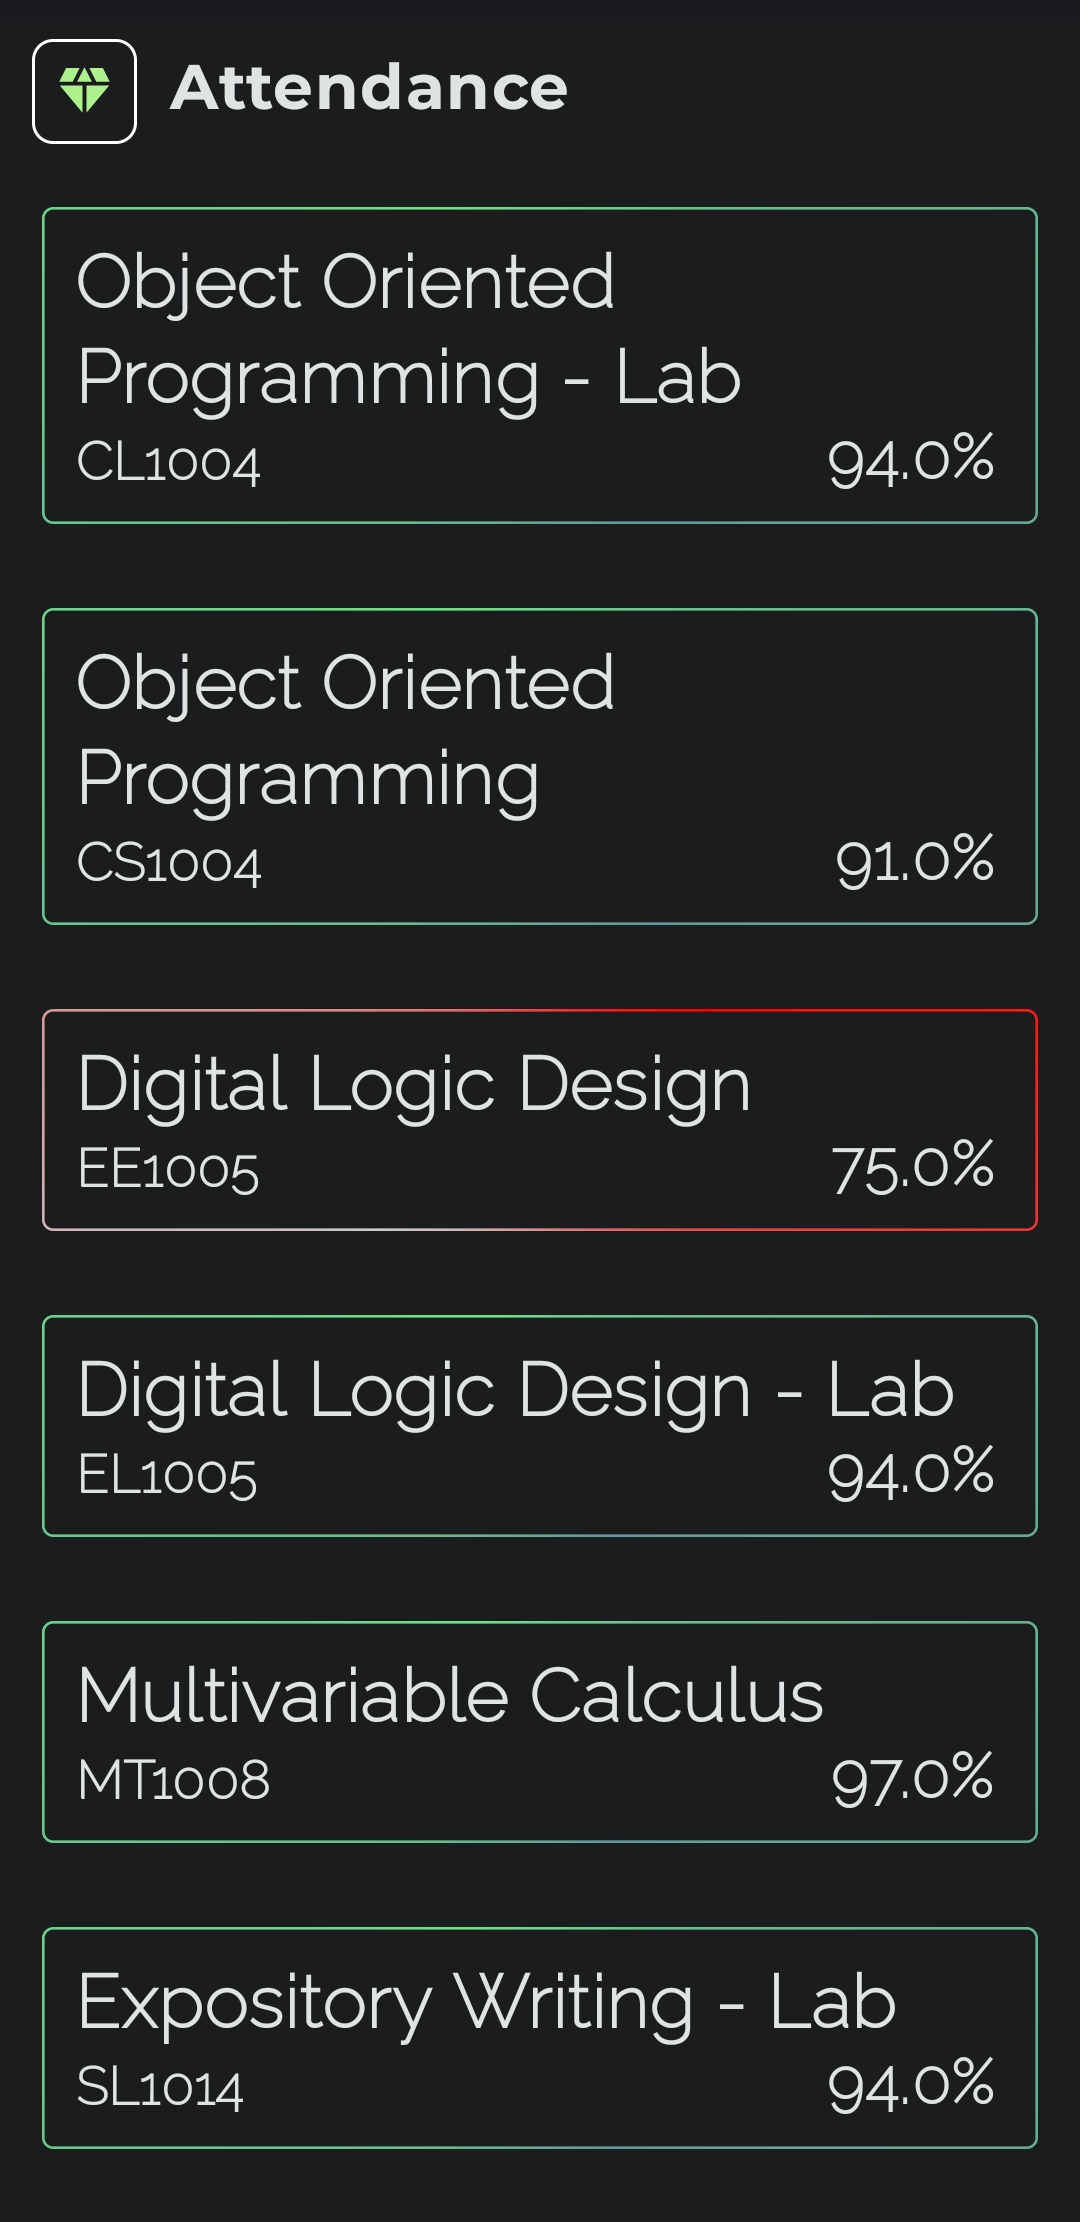 Attendance
Object Oriented
Programming - Lab
CL1004
94.0%
Object Oriented
Programming
CS1004
91.0%
Digital Logic Design
EE1005
75.0%
Digital Logic Design - Lab
EL1005
94.0%
Multivariable Calculus
MT1008
97.0%
Expository Writing - Lab
SL1014
94.0%